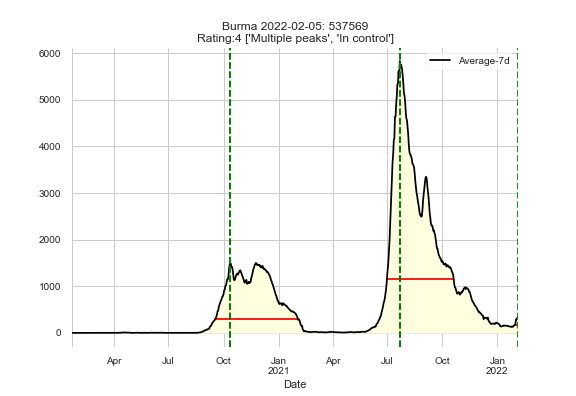 Burma 2022-02-05: 537569
Rating:4 ['Multiple peaks', 'In control']
Average-7d
6000
5000
4000
3000
2000
1000
0
Apr Jul Oct Jan Apr Jul Oct Jan
2021 2022
Date